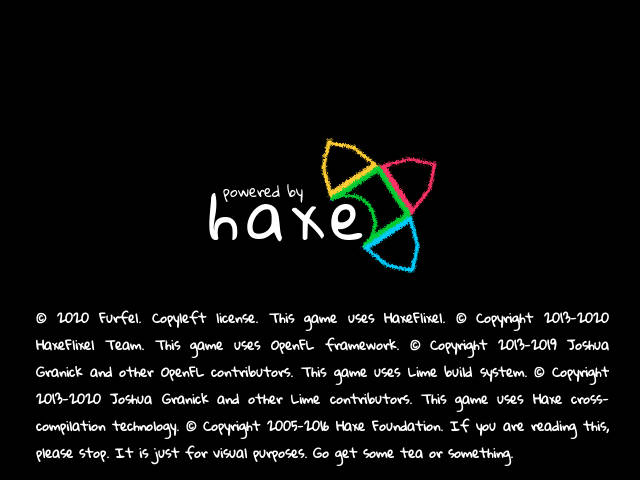 powered by
haxe
© 2020 Furfel. Copyleft license. This game uses HaxeFlixel. © Copyright 2013-2020
HaxeFlixel Team. This game uses OpenFL framework. © Copyright 2013-2019 Joshua
Granick and other OpenFL contributors. This game uses Lime build system. © Copyright
2013-2020 Joshua Granick and other Lime contributors. This game uses Haxe cross-
compilation technology. © Copyright 2005-2016 Haxe Foundation. If you are reading this,
please stop. It is just for visual purposes. Go get some tea or something.